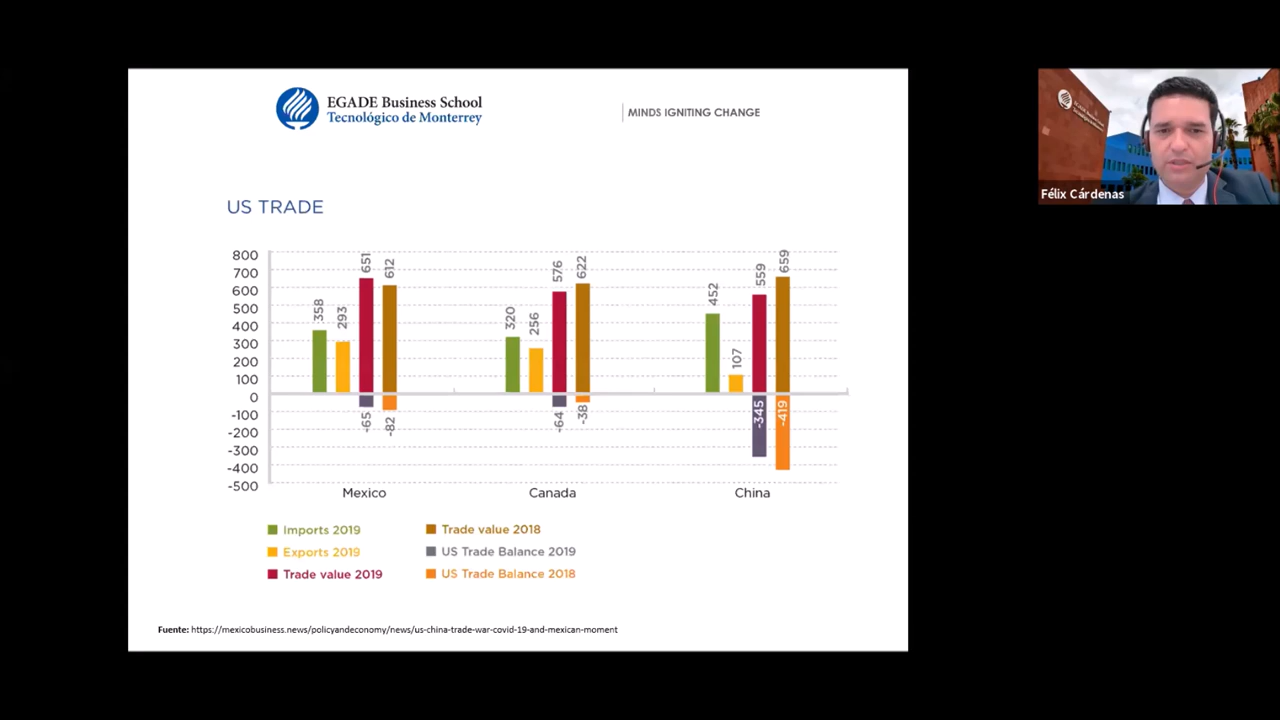 EGADE Business School
Tecnológico de Monterrey
MINDS IGNITING CHANGE
Félix Cárdenas
US TRADE
800
700
600
500
400
300
200
100
0
-100
-200
-300
-400
-500
358
293
651
612
-65
-82
320
256
576
622
-64
-38
452
107
559
659
-345
-419
Mexico
Canada
China
Imports 2019
Exports 2019
Trade value 2019
Trade value 2018
US Trade Balance 2019
US Trade Balance 2018
Fuente: https://mexicobusiness.news/policyandeconomy/news/us-china-trade-war-covid-19-and-mexican-moment